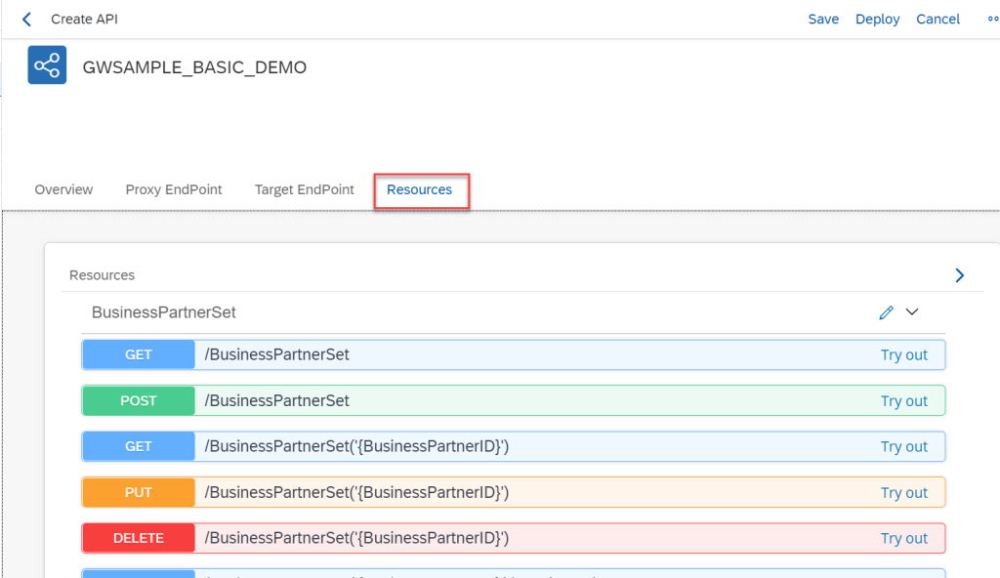 Create API Save Deploy Cancel
GWSAMPLE_BASIC_DEMO
Overview Proxy EndPoint Target EndPoint Resources
Resources
BusinessPartnerSet
GET /BusinessPartnerSet Try out
POST /BusinessPartnerSet Try out
GET /BusinessPartnerSet('{BusinessPartnerID}') Try out
PUT /BusinessPartnerSet('{BusinessPartnerID}') Try out
DELETE /BusinessPartnerSet('{BusinessPartnerID}') Try out